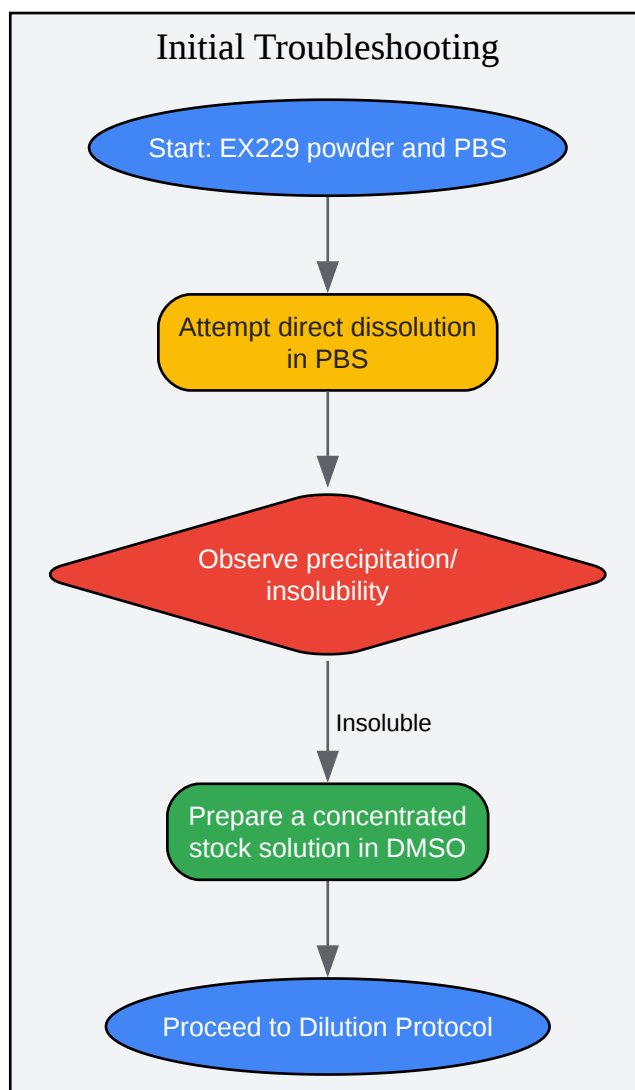 Initial Troubleshooting
Start: EX229 powder and PBS
Attempt direct dissolution
in PBS
Observe precipitation/
insolubility
Insoluble
Prepare a concentrated
stock solution in DMSO
Proceed to Dilution Protocol